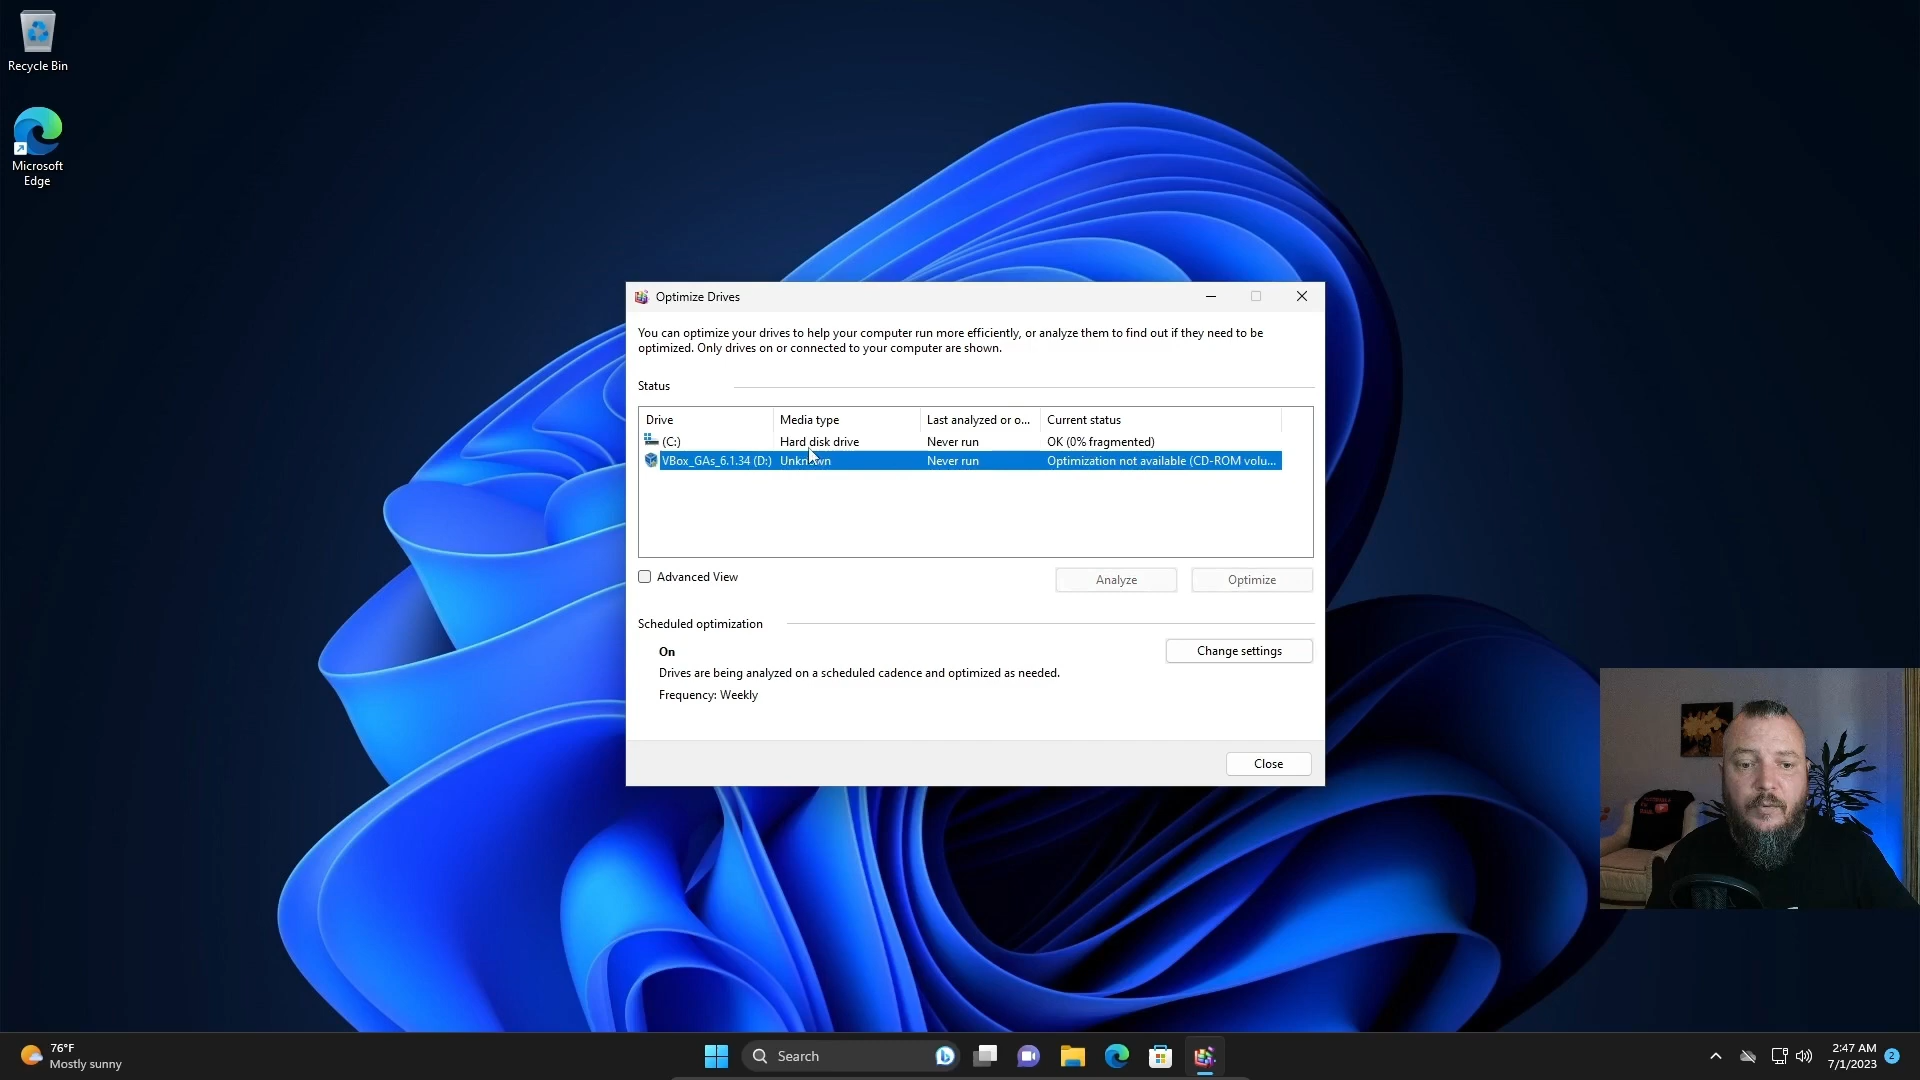 Recycle Bin
Microsoft
Edge
Optimize Drives
You can optimize your drives to help your computer run more efficiently, or analyze them to find out if they need to be
optimized. Only drives on or connected to your computer are shown.
Status
Drive Media type Last analyzed or o... Current status
(C:) Hard disk drive Never run OK (0% fragmented)
VBox_GAs_6.1.34 (D:) Unknown Never run Optimization not available (CD-ROM volu...
Advanced View
Analyze Optimize
Scheduled optimization
On
Change settings
Drives are being analyzed on a scheduled cadence and optimized as needed.
Frequency: Weekly
Close
76°F
Mostly sunny
Search
2:47 AM
7/1/2023
2